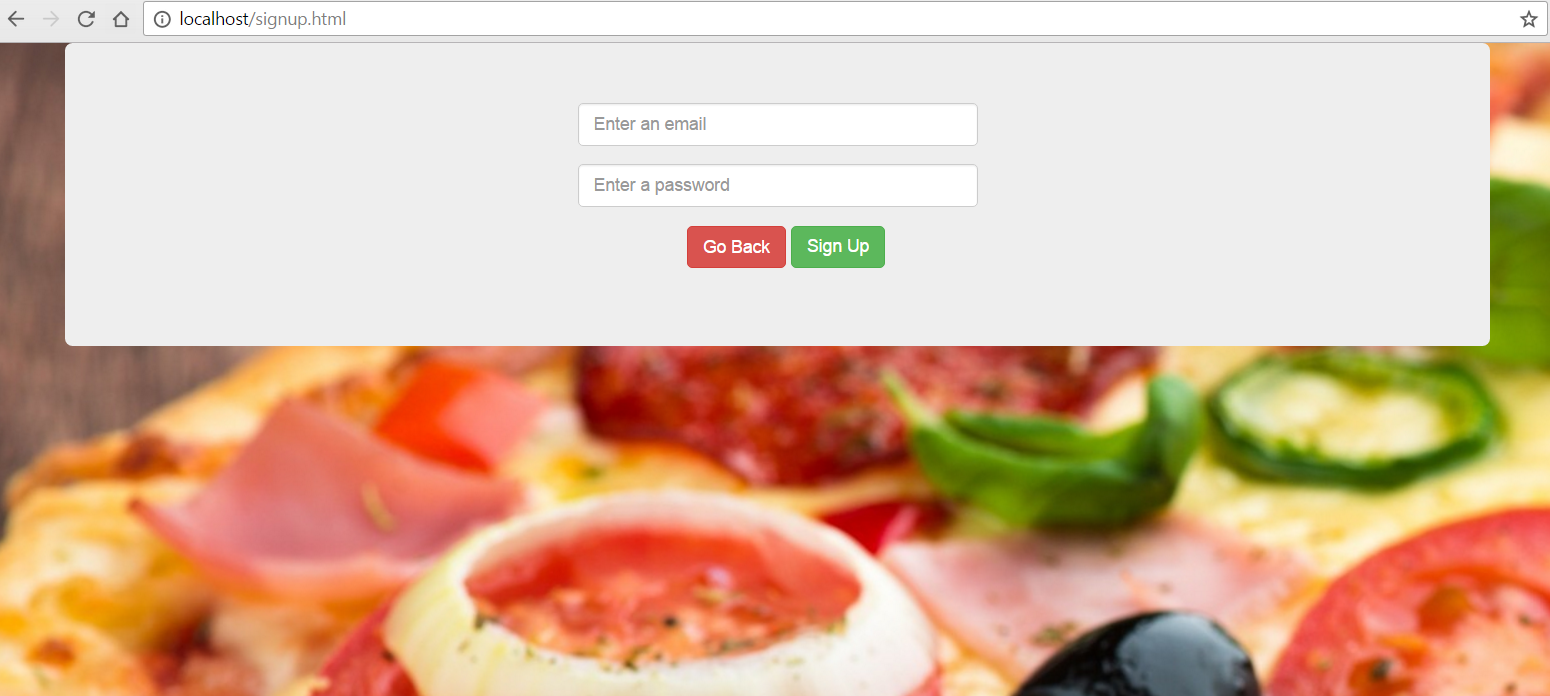 localhost/signup.html
Enter an email
Enter a password
Go Back Sign Up